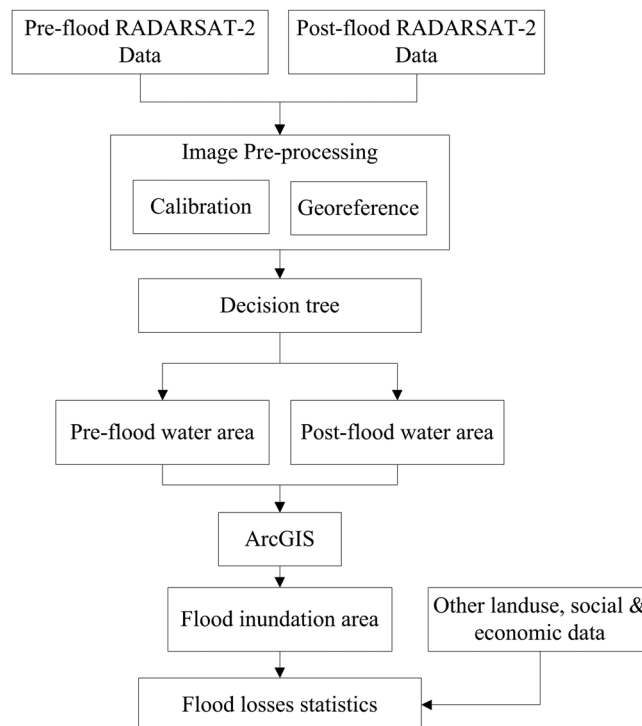 Pre-flood RADARSAT-2
Data
Post-flood RADARSAT-2
Data
Image Pre-processing
Calibration
Georeference
Decision tree
Pre-flood water area
Post-flood water area
ArcGIS
Flood inundation area
Other landuse, social &
economic data
Flood losses statistics